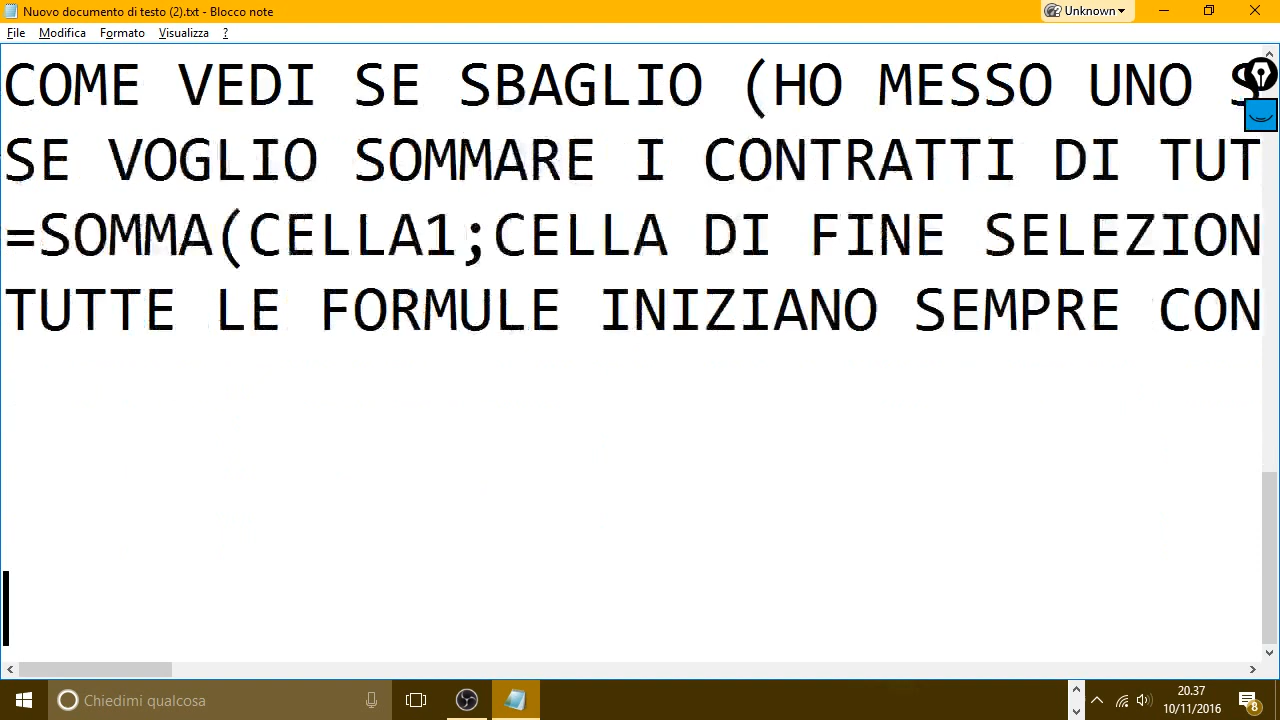 Nuovo documento di testo (2).txt - Blocco note
Unknown
File Modifica Formato Visualizza ?
COME VEDI SE SBAGLIO (HO MESSO UNO
SE VOGLIO SOMMARE I CONTRATTI DI TUT
=SOMMA(CELLA1;CELLA DI FINE SELEZION
TUTTE LE FORMULE INIZIANO SEMPRE CON
Chiedimi qualcosa
20.37
10/11/2016
8